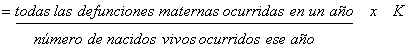 = todas las defunciones maternas ocurridas en un año x K
número de nacidos vivos ocurridos ese año